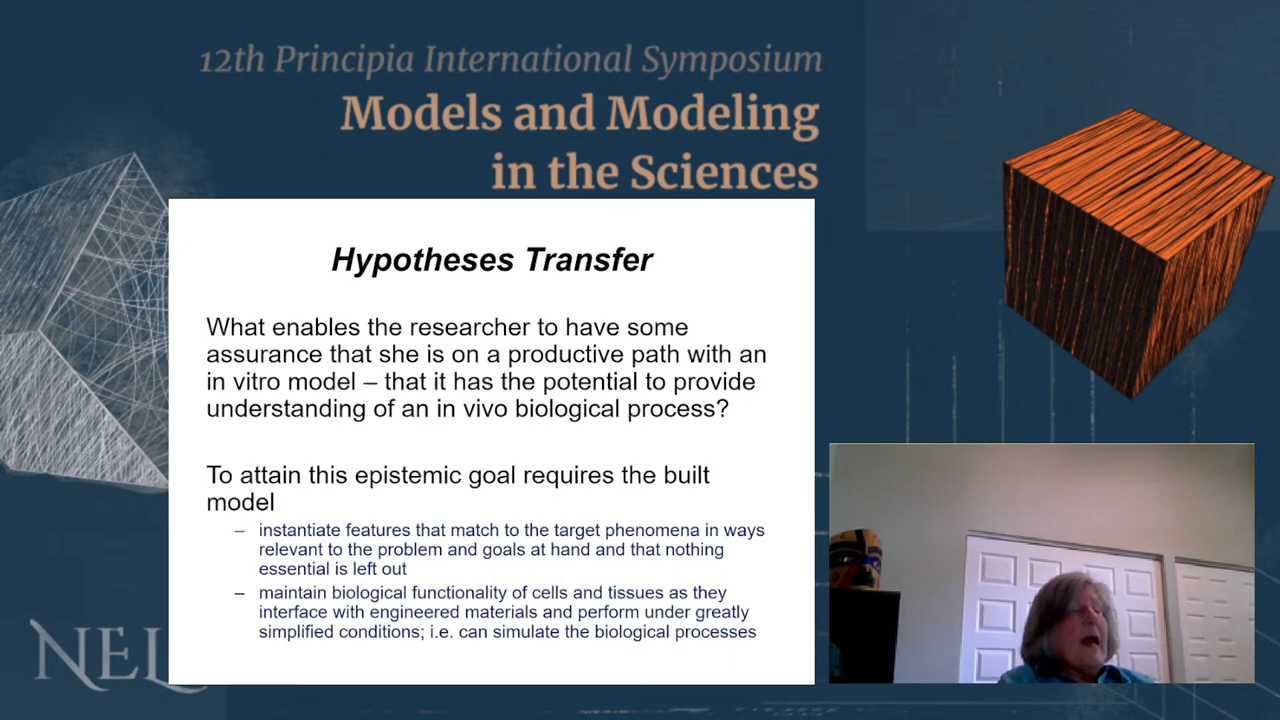 12th Principia International Symposium
Models and Modeling
in the Sciences
Hypotheses Transfer
What enables the researcher to have some
assurance that she is on a productive path with an
in vitro model – that it has the potential to provide
understanding of an in vivo biological process?
To attain this epistemic goal requires the built
model
– instantiate features that match to the target phenomena in ways
relevant to the problem and goals at hand and that nothing
essential is left out
– maintain biological functionality of cells and tissues as they
interface with engineered materials and perform under greatly
simplified conditions; i.e. can simulate the biological processes
NEL